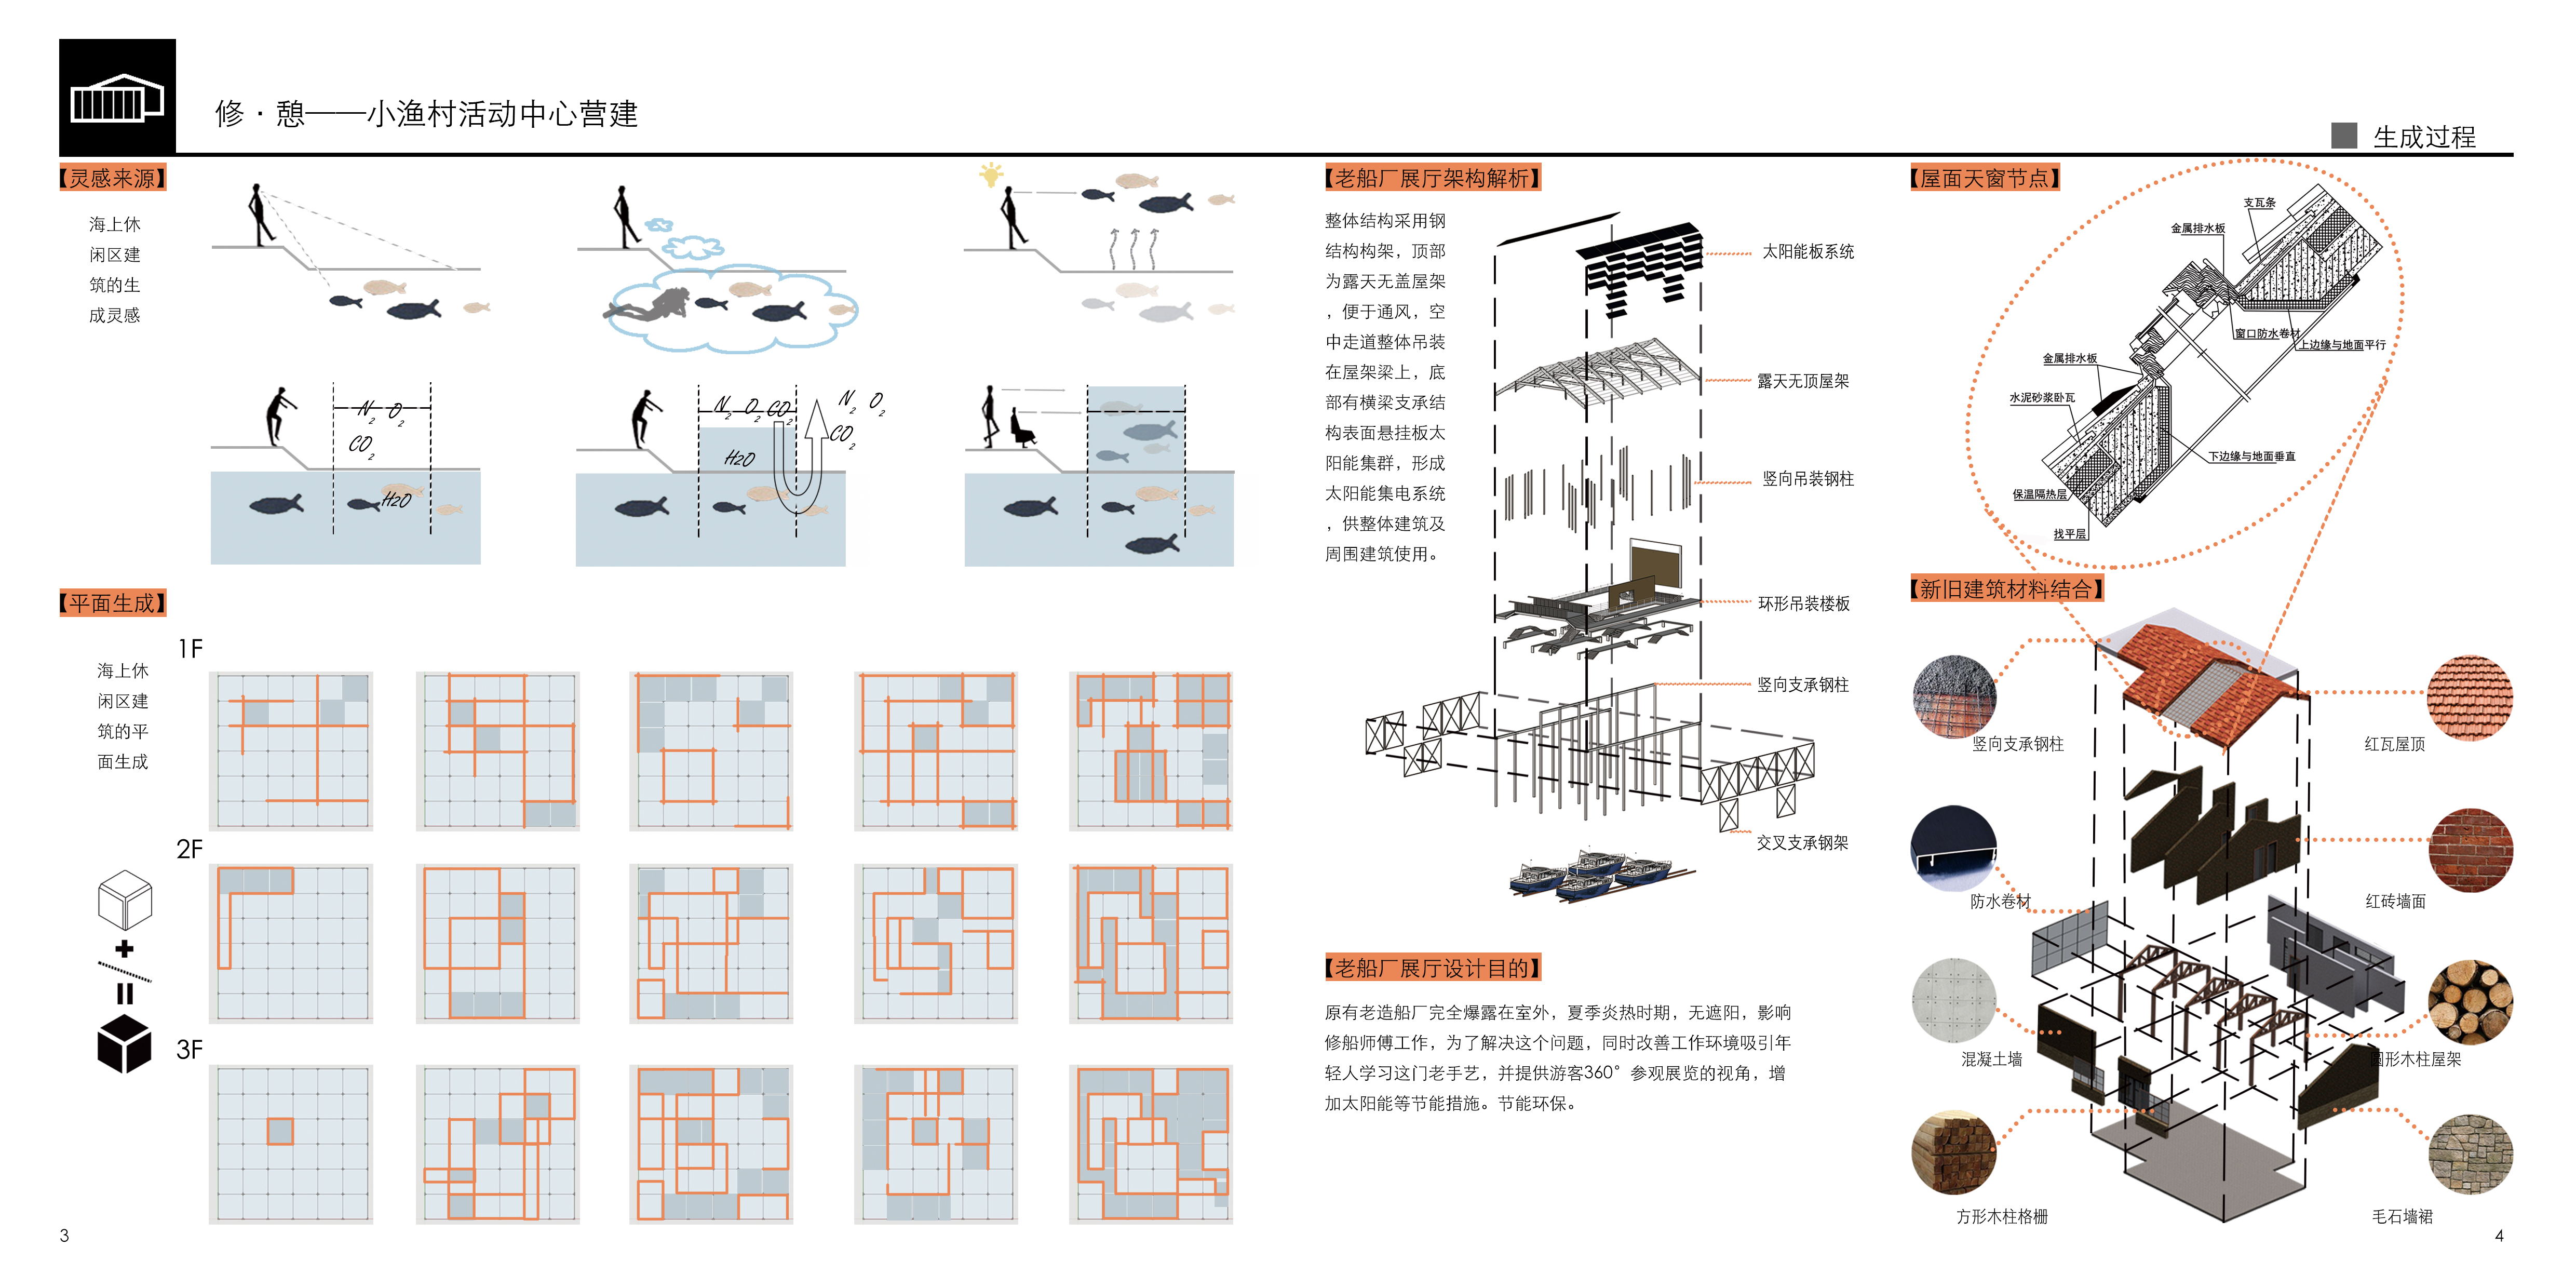 修·憩——小渔村活动中心营建
生成过程
【灵感来源】
海上休
闲区建
筑的生
成灵感
N2 O2
CO2
H2O
N2 O2 CO2
H2O
N2 O2
CO2
【平面生成】
海上休
闲区建
筑的平
面生成
1F
2F
3F
3
【老船厂展厅架构解析】
整体结构采用钢
结构构架，顶部
为露天无盖屋架
，便于通风，空
中走道整体吊装
在屋架梁上，底
部有横梁支承结
构表面悬挂板太
阳能集群，形成
太阳能集电系统
，供整体建筑及
周围建筑使用。
太阳能板系统
露天无顶屋架
竖向吊装钢柱
环形吊装楼板
竖向支承钢柱
交叉支承钢架
【老船厂展厅设计目的】
原有老造船厂完全爆露在室外，夏季炎热时期，无遮阳，影响
修船师傅工作，为了解决这个问题，同时改善工作环境吸引年
轻人学习这门老手艺，并提供游客360°参观展览的视角，增
加太阳能等节能措施。节能环保。
【屋面天窗节点】
支瓦条
金属排水板
窗口防水卷材
上边缘与地面平行
金属排水板
水泥砂浆卧瓦
下边缘与地面垂直
保温隔热层
找平层
【新旧建筑材料结合】
竖向支承钢柱
红瓦屋顶
防水卷材
红砖墙面
混凝土墙
圆形木柱屋架
方形木柱格栅
毛石墙裙
4